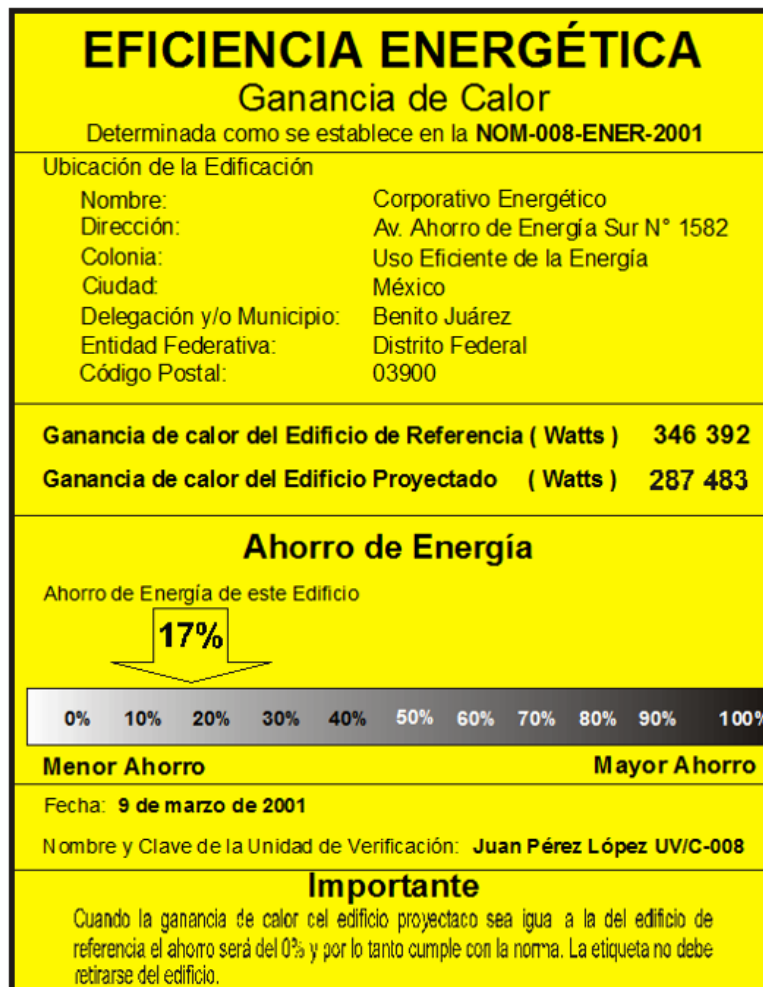 EFICIENCIA ENERGÉTICA
Ganancia de Calor
Determinada como se establece en la NOM-008-ENER-2001
Ubicación de la Edificación
Nombre: Corporativo Energético
Dirección: Av. Ahorro de Energía Sur N° 1582
Colonia: Uso Eficiente de la Energía
Ciudad: México
Delegación y/o Municipio: Benito Juárez
Entidad Federativa: Distrito Federal
Código Postal: 03900
Ganancia de calor del Edificio de Referencia ( Watts ) 346 392
Ganancia de calor del Edificio Proyectado ( Watts ) 287 483
Ahorro de Energía
Ahorro de Energía de este Edificio
17%
0% 10% 20% 30% 40% 50% 60% 70% 80% 90% 100%
Menor Ahorro Mayor Ahorro
Fecha: 9 de marzo de 2001
Nombre y Clave de la Unidad de Verificación: Juan Pérez López UV/C-008
Importante
Cuando la ganancia de calor cel edificio proyectaco sea igua a la del edificio de
referencia el ahorro será del 0% y por lo tanto cumple con la norma. La etiqueta no debe
retirarse del edificio.